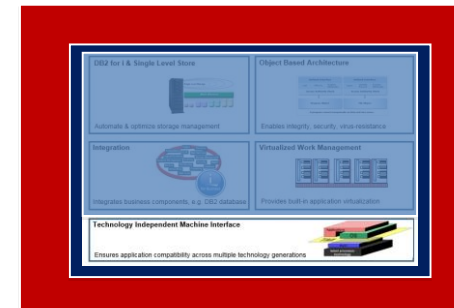 DB2 for i & Single Level Store
Automate & optimize storage management
Object Based Architecture
Enables integrity, security, virus-resistance
Integration
Integrates business components, e.g. DB2 database
Virtualized Work Management
Provides built-in application virtualization
Technology Independent Machine Interface
Ensures application compatibility across multiple technology generations